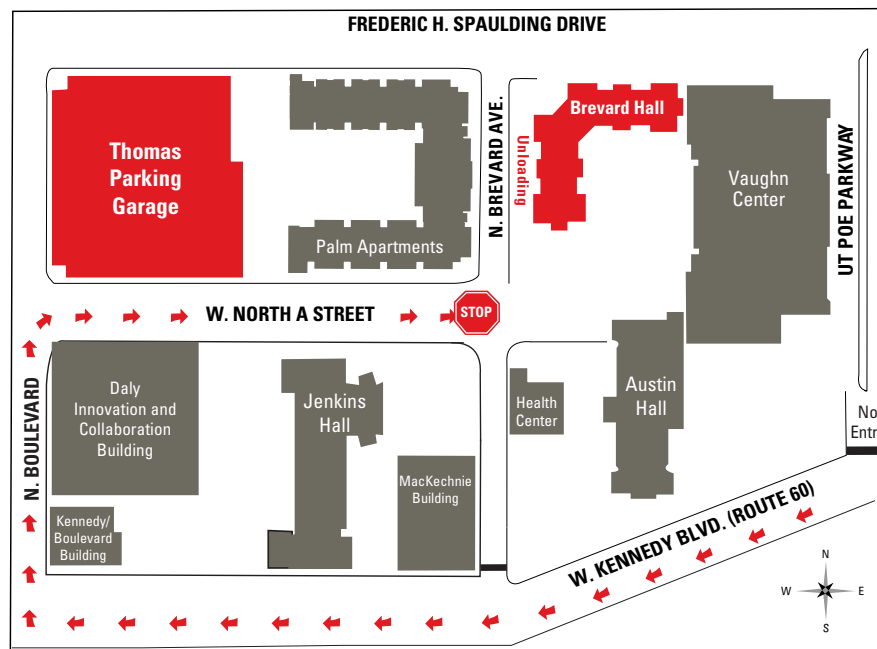 FREDERIC H. SPAULDING DRIVE
Thomas
Parking
Garage
Palm Apartments
N. BREVARD AVE.
Unloading
Brevard Hall
Vaughn
Center
UT POE PARKWAY
W. NORTH A STREET
STOP
N. BOULEVARD
Daly
Innovation and
Collaboration
Building
Jenkins
Hall
Health
Center
Austin
Hall
No
Entr
MacKechnie
Building
Kennedy/
Boulevard
Building
W. KENNEDY BLVD. (ROUTE 60)
N
W
E
S